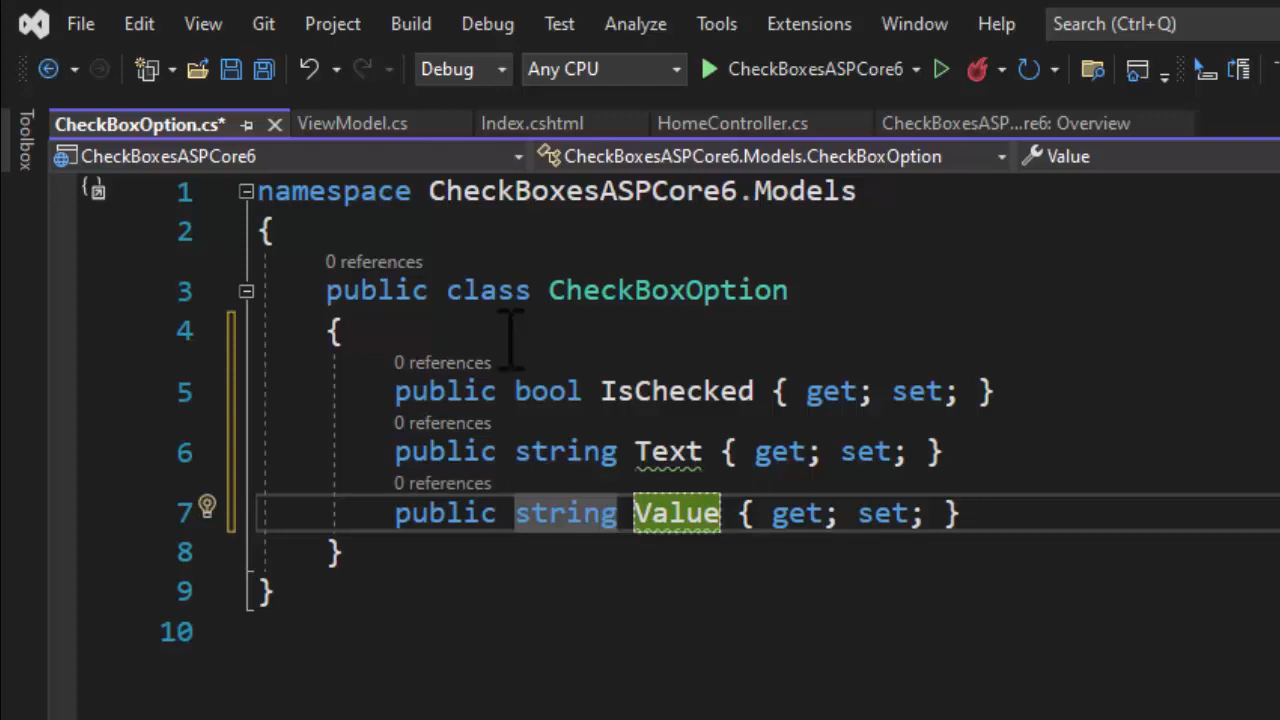 File Edit View Git Project Build Debug Test Analyze Tools Extensions Window Help Search (Ctrl+Q)
Debug Any CPU CheckBoxesASPCore6
Toolbox
CheckBoxOption.cs* ViewModel.cs Index.cshtml HomeController.cs CheckBoxesASP...re6: Overview
CheckBoxesASPCore6 CheckBoxesASPCore6.Models.CheckBoxOption Value
1 namespace CheckBoxesASPCore6.Models
2 {
0 references
3 public class CheckBoxOption
4 {
0 references
5 public bool IsChecked { get; set; }
0 references
6 public string Text { get; set; }
0 references
7 public string Value { get; set; }
8 }
9 }
10